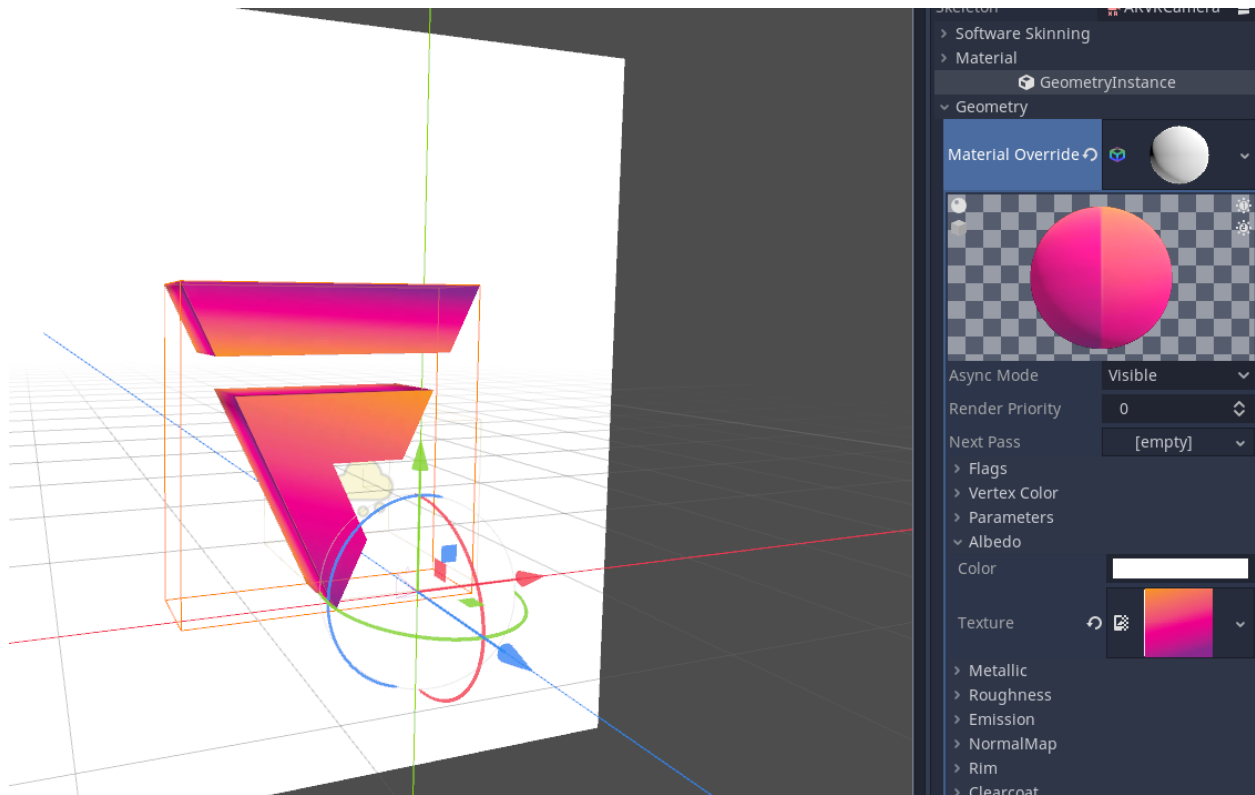 Skeleton ARVRCamera
Software Skinning
Material
GeometryInstance
Geometry
Material Override
Async Mode Visible
Render Priority 0
Next Pass [empty]
Flags
Vertex Color
Parameters
Albedo
Color
Texture
Metallic
Roughness
Emission
NormalMap
Rim
Clearcoat